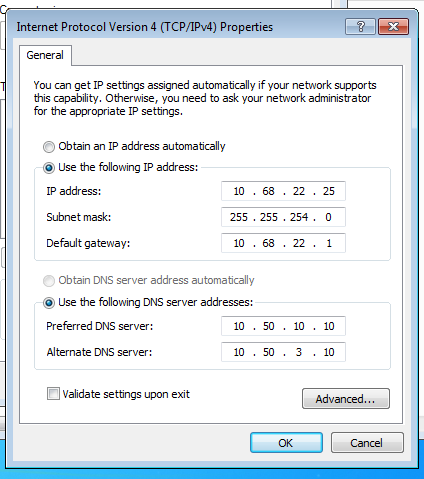 Internet Protocol Version 4 (TCP/IPv4) Properties
General
You can get IP settings assigned automatically if your network supports
this capability. Otherwise, you need to ask your network administrator
for the appropriate IP settings.
Obtain an IP address automatically
Use the following IP address:
IP address: 10 . 68 . 22 . 25
Subnet mask: 255 . 255 . 254 . 0
Default gateway: 10 . 68 . 22 . 1
Obtain DNS server address automatically
Use the following DNS server addresses:
Preferred DNS server: 10 . 50 . 10 . 10
Alternate DNS server: 10 . 50 . 3 . 10
Validate settings upon exit
Advanced...
OK Cancel